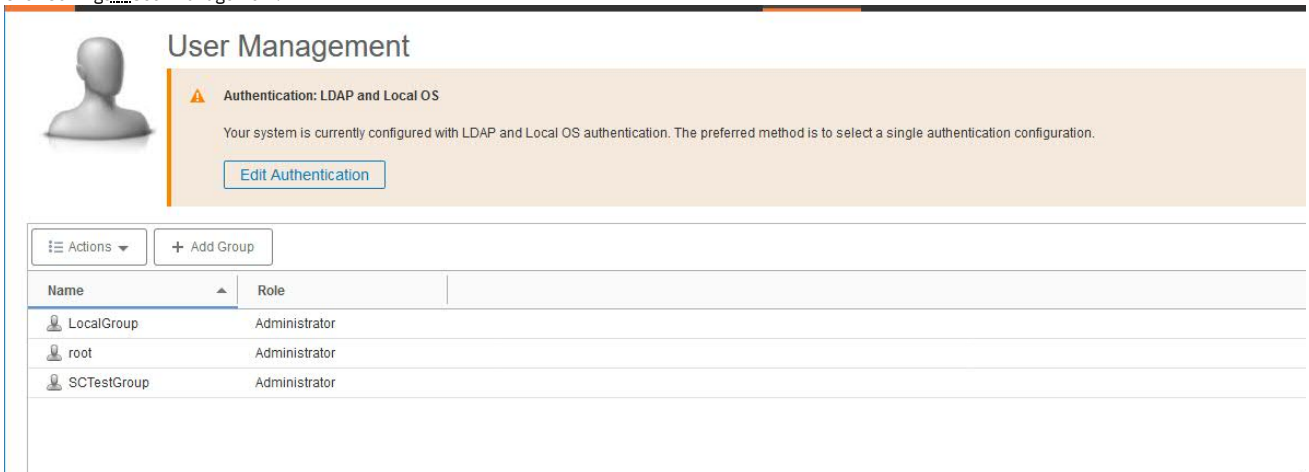 User Management
Authentication: LDAP and Local OS
Your system is currently configured with LDAP and Local OS authentication. The preferred method is to select a single authentication configuration.
Edit Authentication
Actions
+ Add Group
Name Role
LocalGroup Administrator
root Administrator
SCTestGroup Administrator